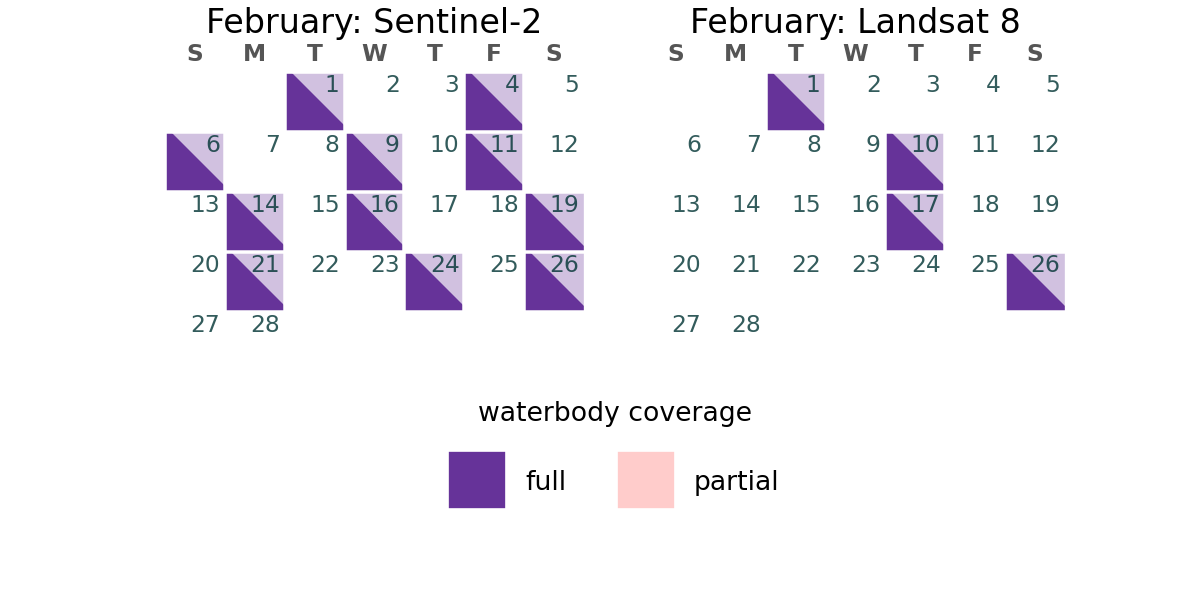 February: Sentinel-2
S M T W T F S
1 2 3 4 5
6 7 8 9 10 11 12
13 14 15 16 17 18 19
20 21 22 23 24 25 26
27 28
February: Landsat 8
S M T W T F S
1 2 3 4 5
6 7 8 9 10 11 12
13 14 15 16 17 18 19
20 21 22 23 24 25 26
27 28
waterbody coverage
full
partial